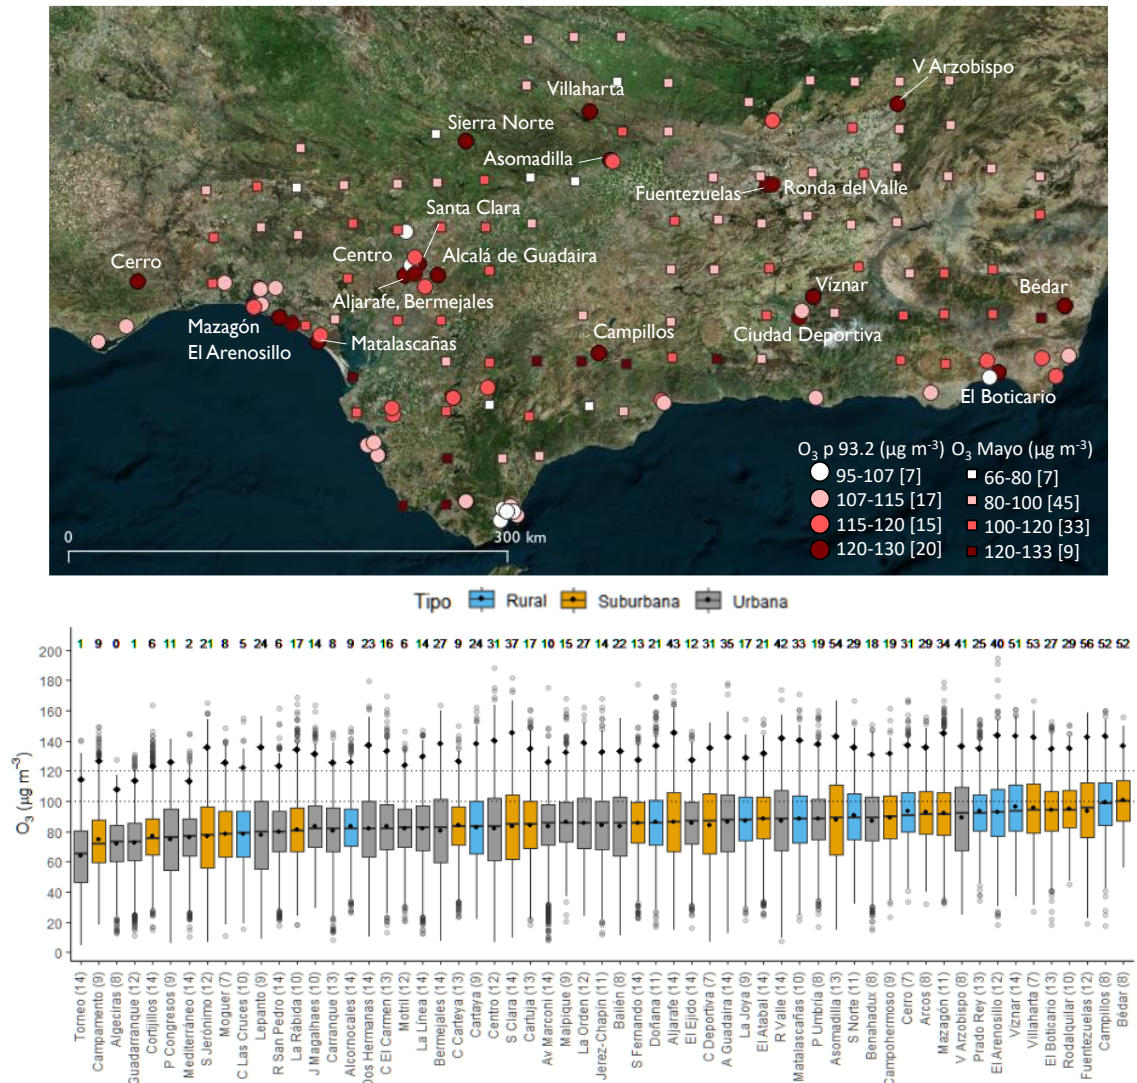 V Arzobispo
Villaharta
Sierra Norte
Asomadilla
Fuentezuelas
Ronda del Valle
Santa Clara
Centro
Alcalá de Guadaira
Cerro
Aljarafe, Bermejales
Víznar
Bédar
Mazagón
El Arenosillo
Matalascañas
Campillos
Ciudad Deportiva
El Boticario
O₃ p 93.2 (µg m⁻³)
95-107 [7]
107-115 [17]
115-120 [15]
120-130 [20]
O₃ Mayo (µg m⁻³)
66-80 [7]
80-100 [45]
100-120 [33]
120-133 [9]
0
300 km
Tipo Rural Suburbana Urbana
1 9 0 1 6 11 2 21 8 5 24 6 17 14 8 6 23 16 6 14 27 9 24 31 37 17 10 15 27 14 22 13 21 43 12 31 35 17 21 42 33 19 54 29 18 19 31 29 34 41 25 40 51 53 27 29 56 52 52
O₃ (µg m⁻³)
200
180
160
140
120
100
80
60
40
20
0
Torneo (14)
Campamento (9)
Algeciras (8)
Guadarranque (12)
Cortijillos (14)
P Congresos (9)
Mediterráneo (14)
S Jerónimo (12)
Moguer (7)
C Las Cruces (10)
Lepanto (9)
R San Pedro (14)
La Rábida (10)
J Magalhaes (10)
Carranque (13)
Alcornocales (14)
Dos Hermanas (14)
C El Carmen (13)
Motril (12)
La Línea (14)
Bermejales (14)
C Carteya (13)
Cartaya (9)
Centro (12)
S Clara (14)
Cartuja (13)
Av Marconi (14)
Malpique (9)
La Orden (12)
Jerez-Chapín (11)
Bailén (8)
S Fernando (14)
Doñana (11)
Aljarafe (14)
El Ejido (14)
C Deportiva (7)
A Guadaira (14)
La Joya (9)
El Atabal (14)
R Valle (14)
Matalascañas (10)
P Umbría (8)
Asomadilla (13)
S Norte (11)
Benahadux (8)
Campohermoso (9)
Cerro (7)
Arcos (8)
Mazagón (11)
V Arzobispo (8)
Prado Rey (13)
El Arenosillo (12)
Víznar (14)
Villaharta (7)
El Boticario (13)
Rodalquilar (10)
Fuentezuelas (12)
Campillos (8)
Bédar (8)